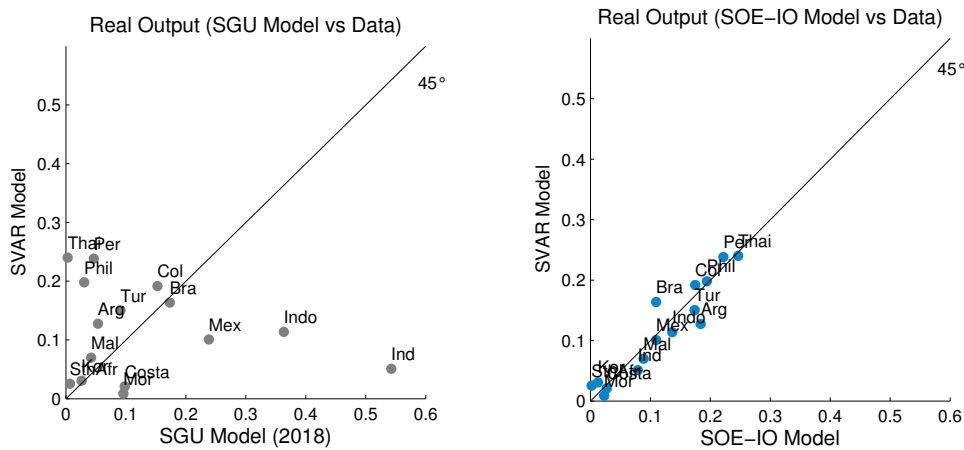 Real Output (SGU Model vs Data)
45°
0.5
0.4
0.3
0.2
0.1
0
SVAR Model
Thai
Per
Phil
Col
Tur
Bra
Arg
Mex
Indo
Mal
Ind
Kor
SthAfr
Costa
Mor
0
0.1
0.2
0.3
0.4
0.5
0.6
SGU Model (2018)
Real Output (SOE−IO Model vs Data)
45°
0.5
0.4
0.3
0.2
0.1
0
SVAR Model
Per
Thai
Col
Phil
Bra
Tur
Arg
Mex
Indo
Mal
Ind
Kor
SthAfr
Costa
Mor
0
0.1
0.2
0.3
0.4
0.5
0.6
SOE−IO Model